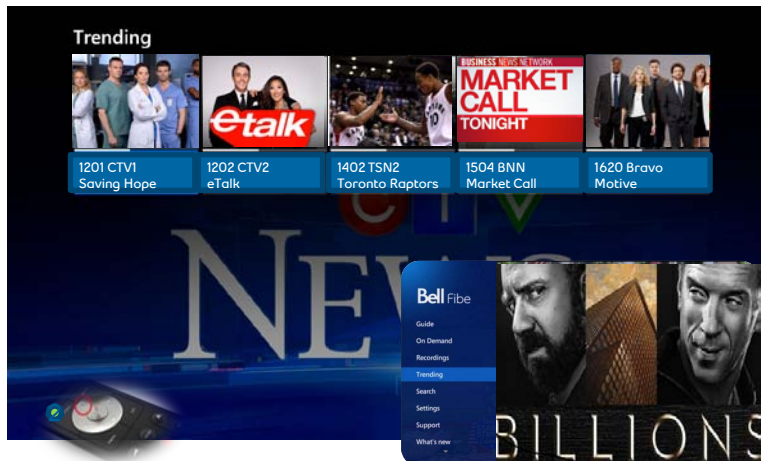 Trending
BUSINESS NEWS NETWORK
MARKET
CALL
TONIGHT
etalk
1201 CTV1
Saving Hope
1202 CTV2
eTalk
1402 TSN2
Toronto Raptors
1504 BNN
Market Call
1620 Bravo
Motive
CTV
NEWS
Bell Fibe
Guide
On Demand
Recordings
Trending
Search
Settings
Support
What's new
BILLIONS